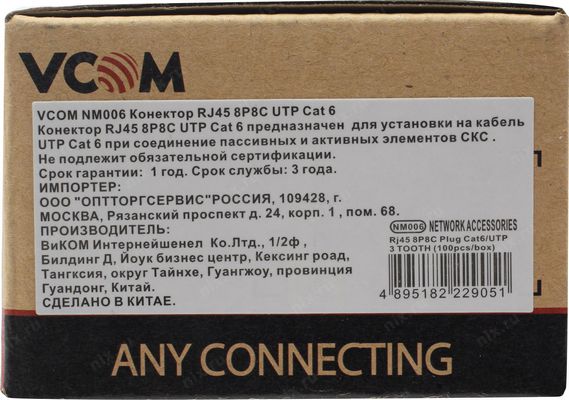 VCOM
VCOM NM006 Конектор RJ45 8P8C UTP Cat 6
Конектор RJ45 8P8C UTP Cat 6 предназначен для установки на кабель
UTP Cat 6 при соединение пассивных и активных элементов СКС .
Не подлежит обязательной сертификации.
Срок гарантии: 1 год. Срок службы: 3 года.
ИМПОРТЕР:
ООО "ОПТТОРГСЕРВИС"РОССИЯ, 109428, г.
МОСКВА, Рязанский проспект д. 24, корп. 1 , пом. 68.
ПРОИЗВОДИТЕЛЬ:
ВиКОМ Интернейшенел Ко.Лтд., 1/2ф ,
Билдинг Д, Йоук бизнес центр, Кексинг роад,
Тангксия, округ Тайнхе, Гуангжоу, провинция
Гуандонг, Китай.
СДЕЛАНО В КИТАЕ.
NM006 NETWORK ACCESSORIES
Rj45 8P8C Plug Cat6/UTP
3 TOOTH (100pcs/box)
4 895182 229051
ANY CONNECTING